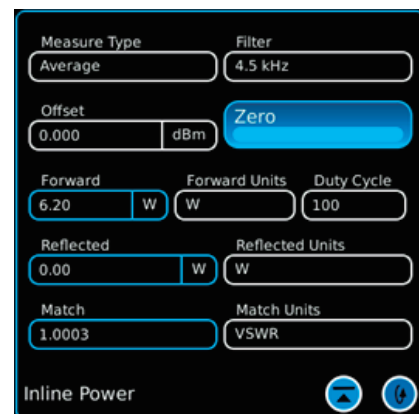 Measure Type Filter
Average 4.5 kHz
Offset
0.000 dBm Zero
Forward Forward Units Duty Cycle
6.20 W W 100
Reflected Reflected Units
0.00 W W
Match Match Units
1.0003 VSWR
Inline Power